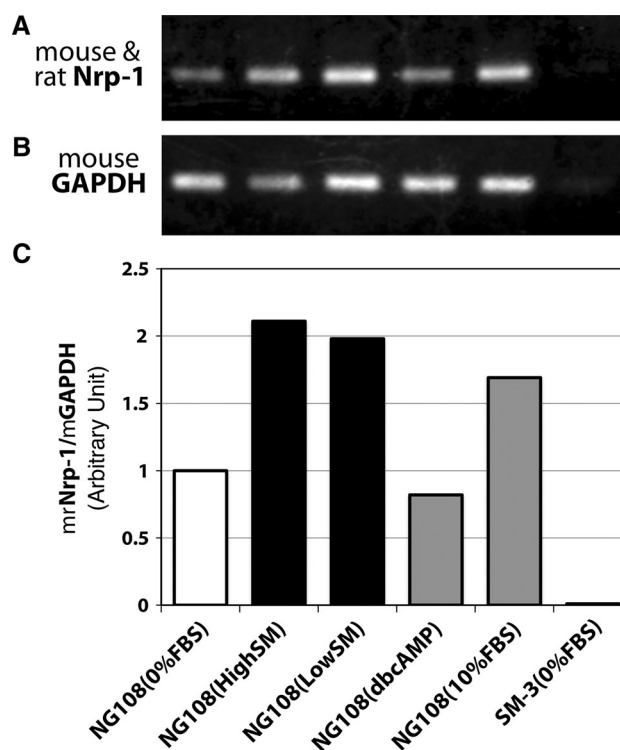 A
mouse &
rat Nrp-1
B
mouse
GAPDH
C
mrNrp-1/mGAPDH
(Arbitrary Unit)
2.5
2
1.5
1
0.5
0
NG108(0%FBS)
NG108(HighSM)
NG108(LowSM)
NG108(dbcAMP)
NG108(10%FBS)
SM-3(0%FBS)